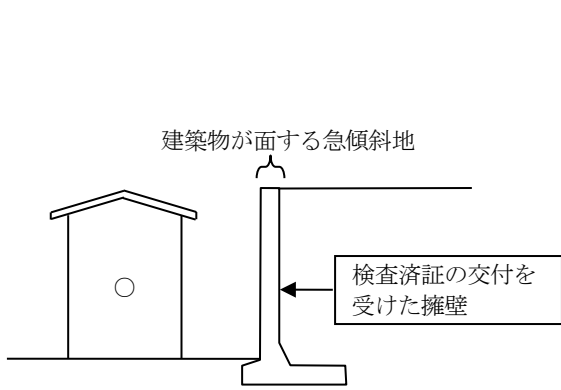 建築物が面する急傾斜地
○
検査済証の交付を
受けた擁壁